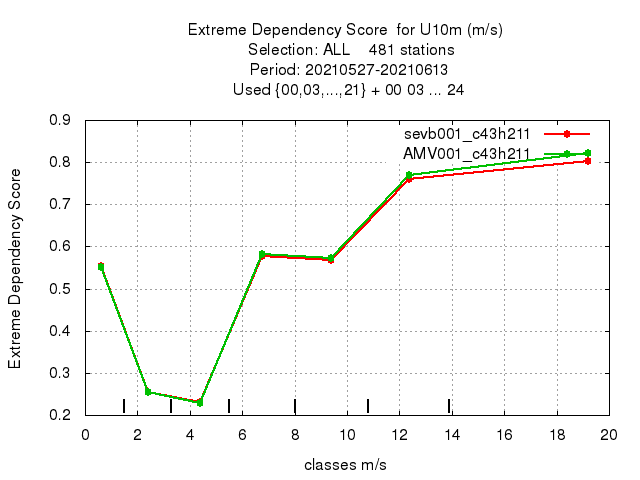 Extreme Dependency Score  for U10m (m/s)
Selection: ALL    481 stations
Period: 20210527-20210613
Used {00,03,...,21} + 00 03 ... 24
sevb001_c43h211
AMV001_c43h211
Extreme Dependency Score
0.9
0.8
0.7
0.6
0.5
0.4
0.3
0.2
0 2 4 6 8 10 12 14 16 18 20
classes m/s